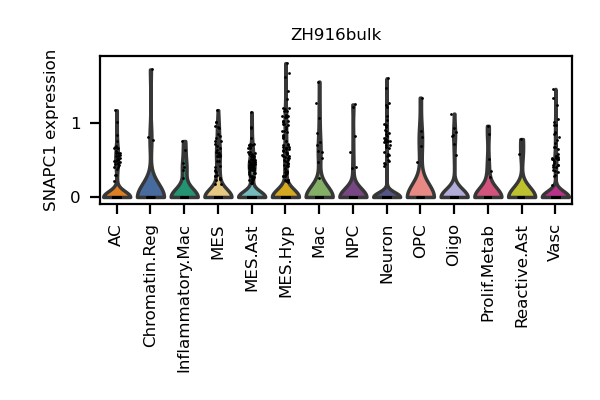 ZH916bulk
SNAPC1 expression
1
0
AC
Chromatin.Reg
Inflammatory.Mac
MES
MES.Ast
MES.Hyp
Mac
NPC
Neuron
OPC
Oligo
Prolif.Metab
Reactive.Ast
Vasc